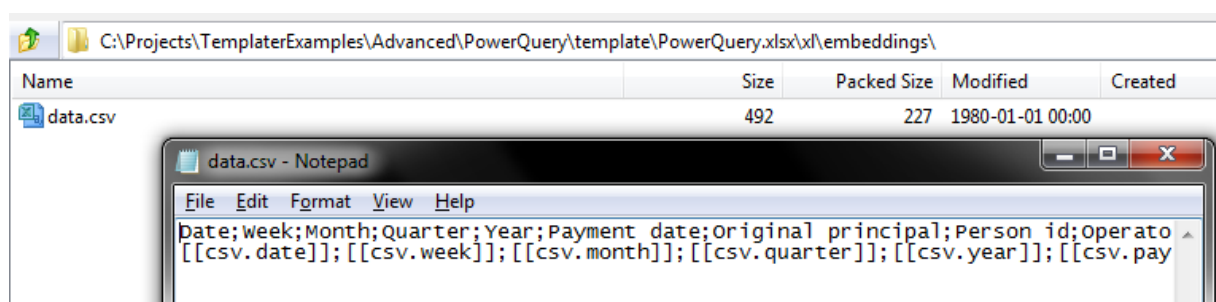 C:\Projects\TemplaterExamples\Advanced\PowerQuery\template\PowerQuery.xlsx\xl\embeddings\
Name Size Packed Size Modified Created
data.csv 492 227 1980-01-01 00:00
data.csv - Notepad
File Edit Format View Help
Date;Week;Month;Quarter;Year;Payment date;Original principal;Person id;Operato
[[csv.date]];[[csv.week]];[[csv.month]];[[csv.quarter]];[[csv.year]];[[csv.pay